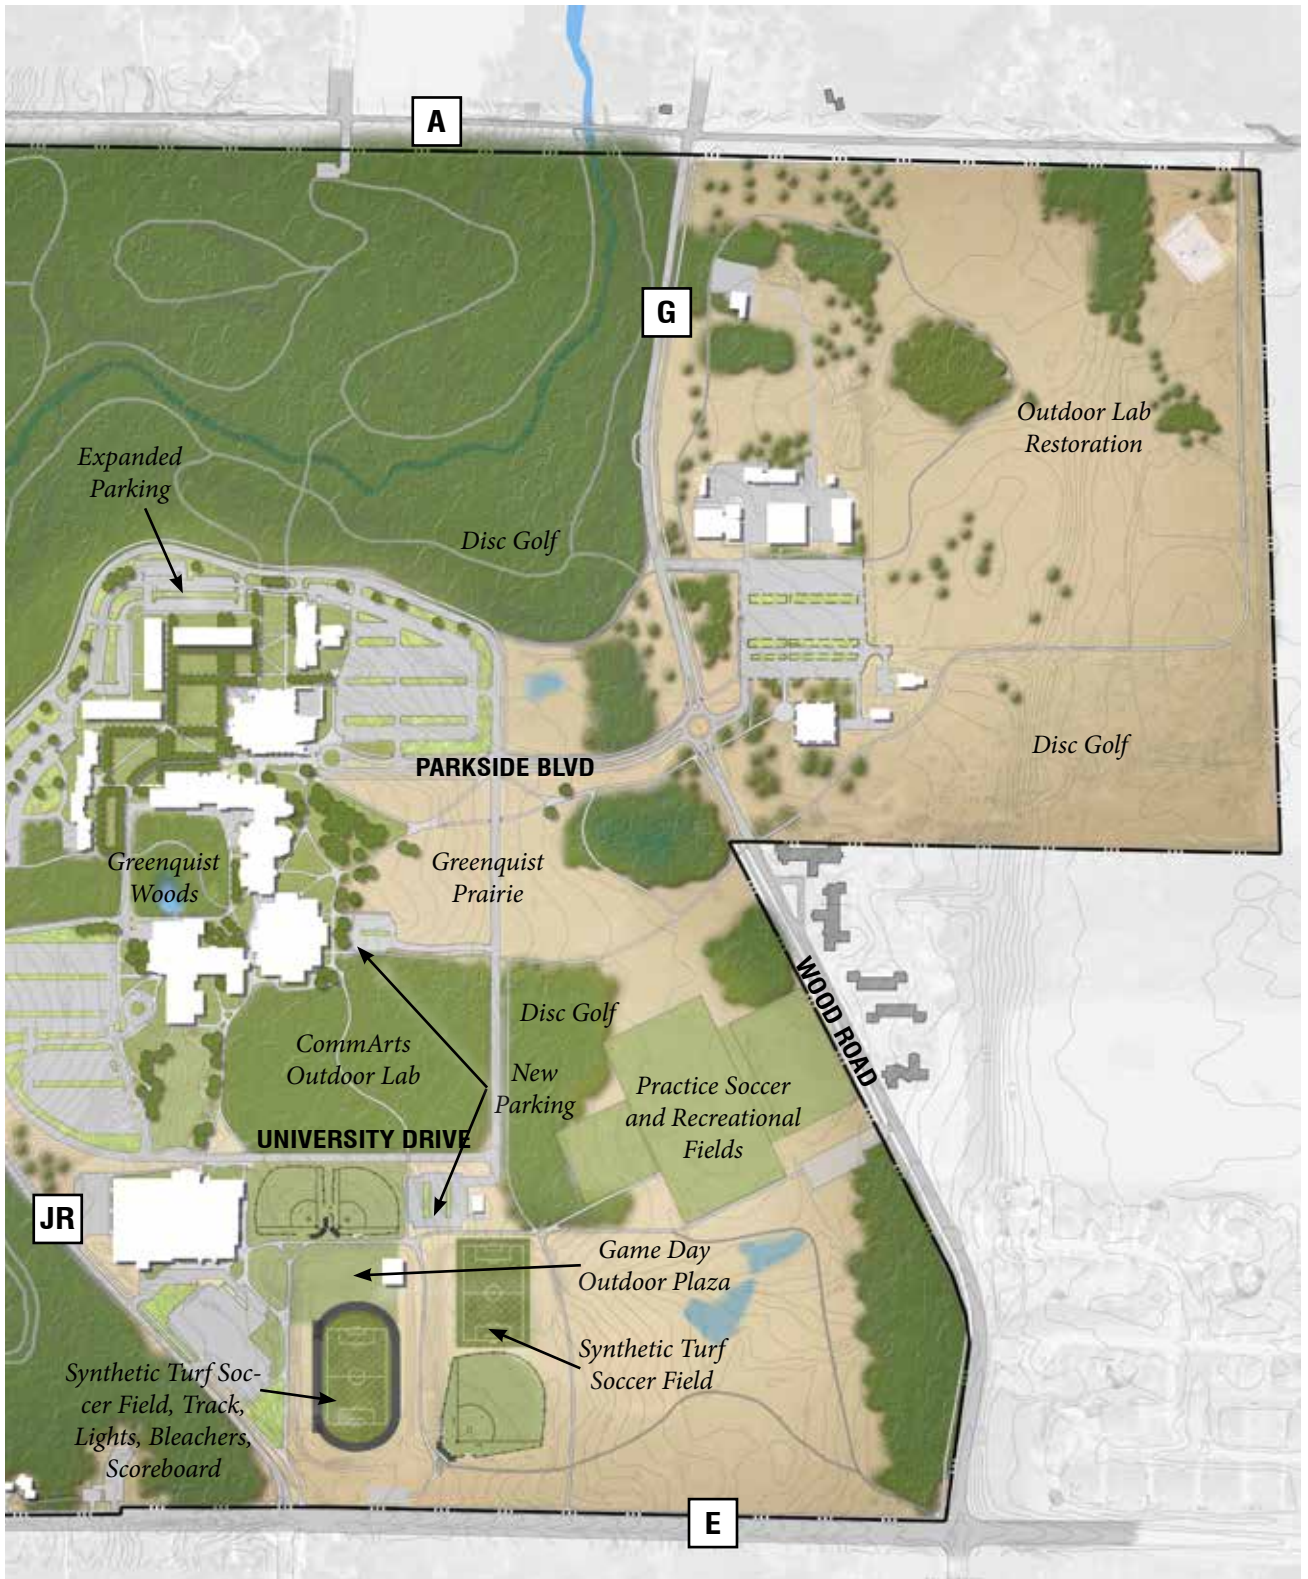 A
G
Outdoor Lab
Restoration
Expanded
Parking
Disc Golf
Disc Golf
PARKSIDE BLVD
Greenquist
Woods
Greenquist
Prairie
WOOD ROAD
Disc Golf
CommArts
Outdoor Lab
New
Parking
Practice Soccer
and Recreational
Fields
UNIVERSITY DRIVE
JR
Game Day
Outdoor Plaza
Synthetic Turf
Soccer Field
Synthetic Turf Soc-
cer Field, Track,
Lights, Bleachers,
Scoreboard
E